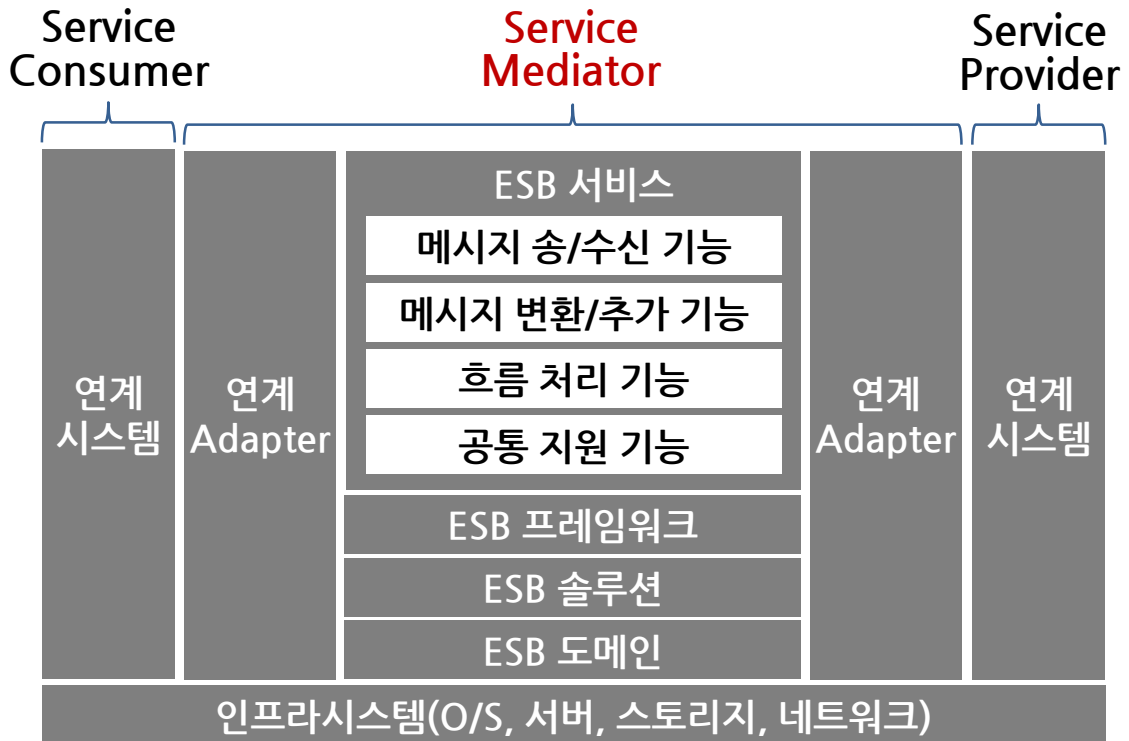 Service
Consumer
Service
Mediator
Service
Provider
연계
시스템
연계
Adapter
ESB 서비스
메시지 송/수신 기능
메시지 변환/추가 기능
흐름 처리 기능
공통 지원 기능
ESB 프레임워크
ESB 솔루션
ESB 도메인
연계
Adapter
연계
시스템
인프라시스템(O/S, 서버, 스토리지, 네트워크)